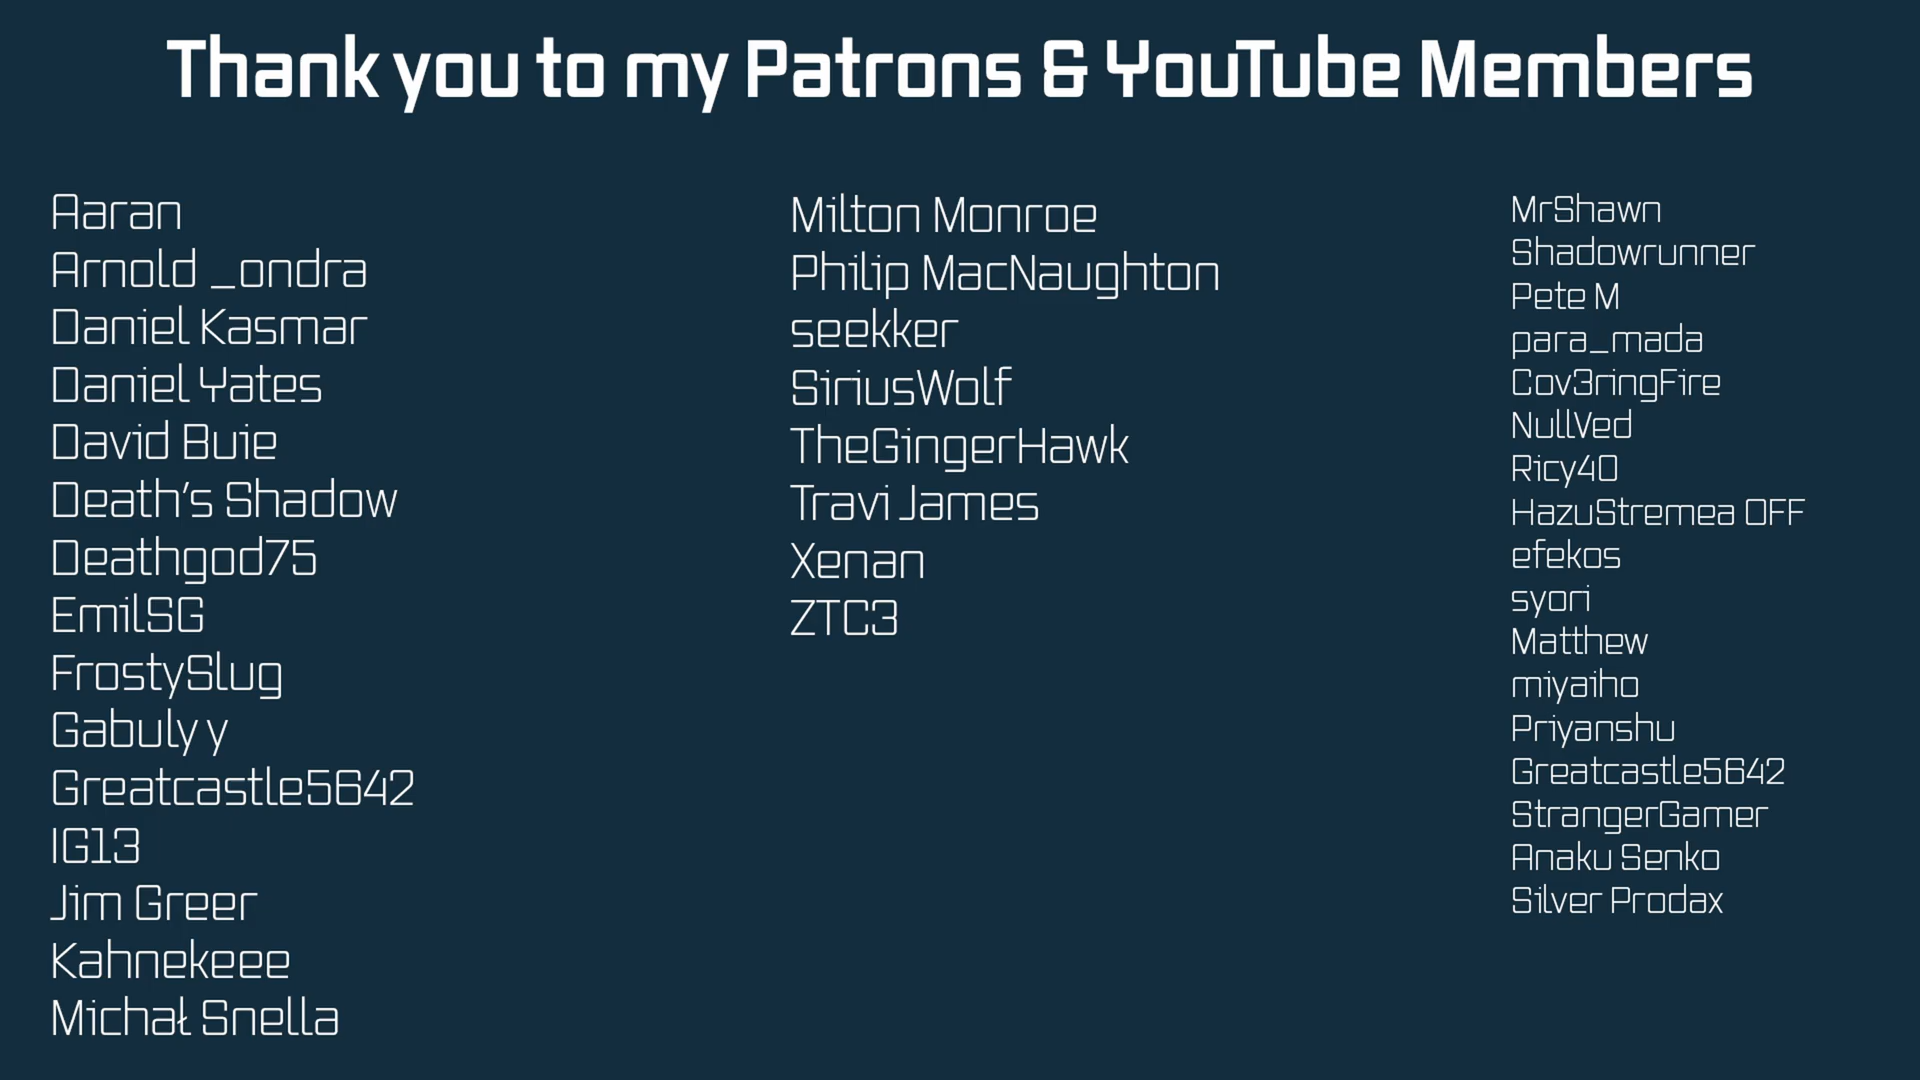 Thank you to my Patrons & YouTube Members
Aaran
Arnold _ondra
Daniel Kasmar
Daniel Yates
David Buie
Death's Shadow
Deathgod75
EmilSG
FrostySlug
Gabuly y
Greatcastle5642
IG13
Jim Greer
Kahnekeee
Michał Snella
Milton Monroe
Philip MacNaughton
seekker
SiriusWolf
TheGingerHawk
Travi James
Xenan
ZTC3
MrShawn
Shadowrunner
Pete M
para_mada
Cov3ringFire
NullVed
Ricy40
HazuStremea OFF
efekos
syori
Matthew
miyaiho
Priyanshu
Greatcastle5642
StrangerGamer
Anaku Senko
Silver Prodax